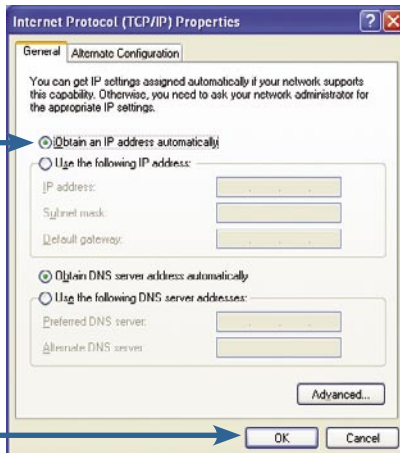 Internet Protocol (TCP/IP) Properties
General
Alternate Configuration
You can get IP settings assigned automatically if your network supports
this capability. Otherwise, you need to ask your network administrator for
the appropriate IP settings.
Obtain an IP address automatically
Use the following IP address:
IP address:
Subnet mask:
Default gateway:
Obtain DNS server address automatically
Use the following DNS server addresses:
Preferred DNS server:
Alternate DNS server:
Advanced...
OK
Cancel